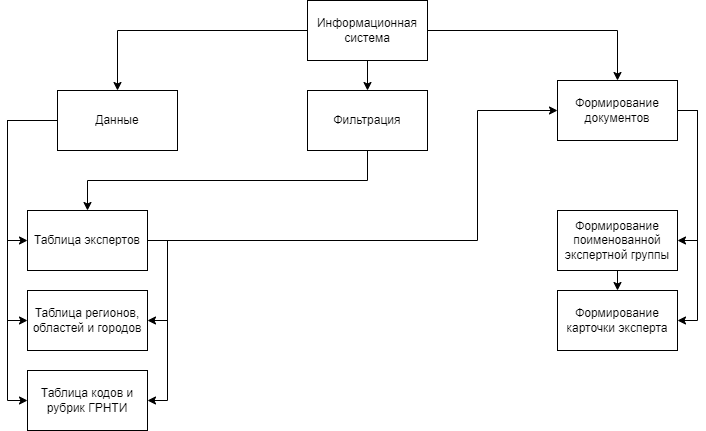 Информационная
система
Данные
Фильтрация
Формирование
документов
Таблица экспертов
Формирование
поименованной
экспертной группы
Таблица регионов,
областей и городов
Формирование
карточки эксперта
Таблица кодов и
рубрик ГРНТИ